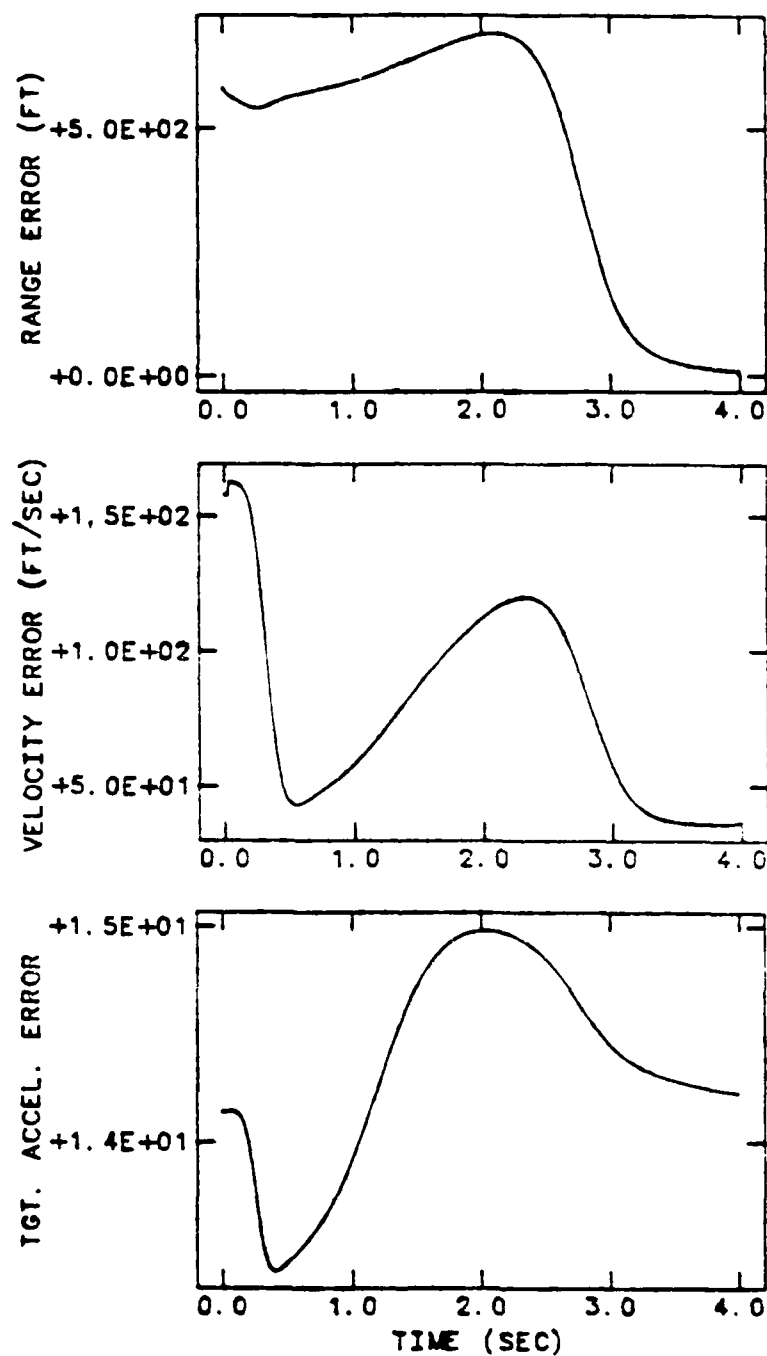 RANGE ERROR (FT)
+5.0E+02
+0.0E+00
0.0 1.0 2.0 3.0 4.0
VELOCITY ERROR (FT/SEC)
+1,5E+02
+1.0E+02
+5.0E+01
0.0 1.0 2.0 3.0 4.0
TGT. ACCEL. ERROR
+1.5E+01
+1.4E+01
0.0 1.0 2.0 3.0 4.0
TIME (SEC)